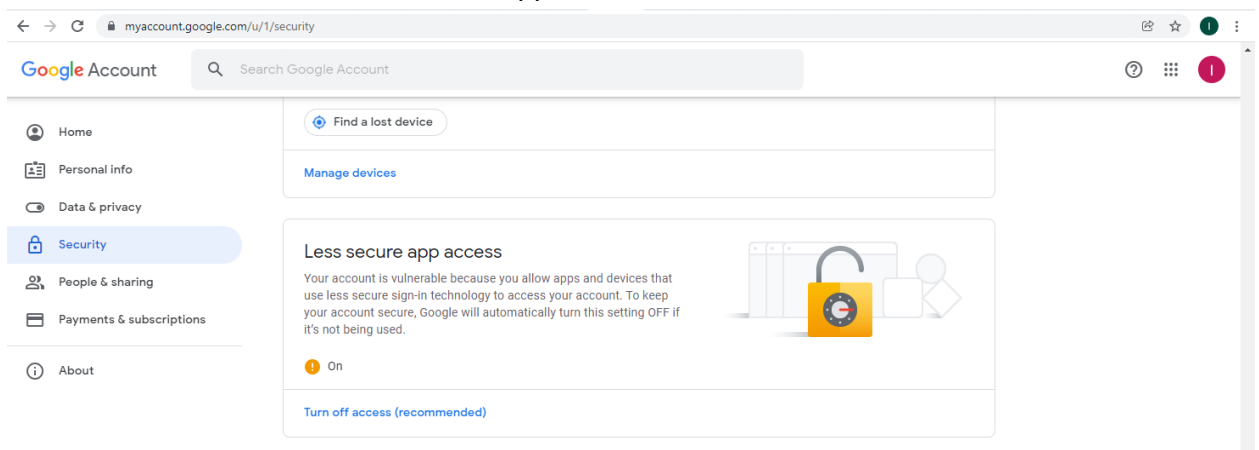 myaccount.google.com/u/1/security
I
Google Account
Search Google Account
I
Home
Personal info
Data & privacy
Security
People & sharing
Payments & subscriptions
About
Find a lost device
Manage devices
Less secure app access
Your account is vulnerable because you allow apps and devices that
use less secure sign-in technology to access your account. To keep
your account secure, Google will automatically turn this setting OFF if
it's not being used.
On
Turn off access (recommended)